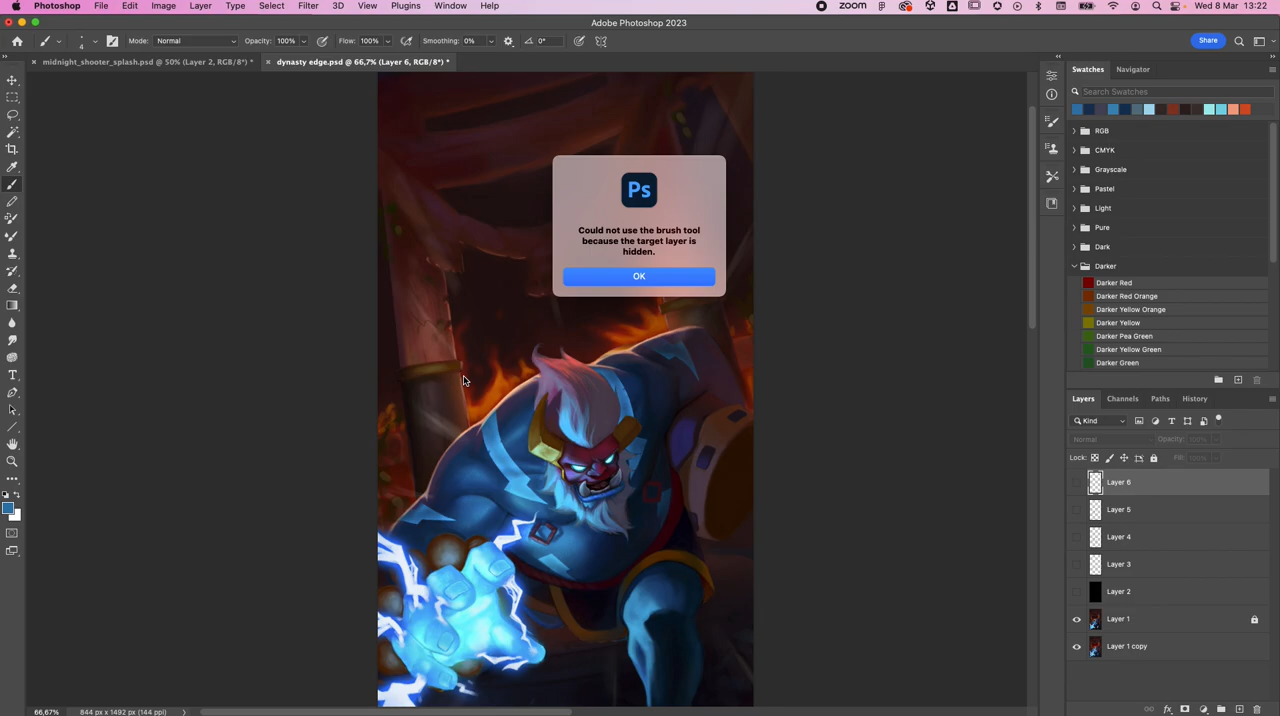 Photoshop File Edit Image Layer Type Select Filter 3D View Plugins Window Help zoom Wed 8 Mar 13:22
Adobe Photoshop 2023
4 Mode: Normal Opacity: 100% Flow: 100% Smoothing: 0% 0° Share
midnight_shooter_splash.psd @ 50% (Layer 2, RGB/8*) * dynasty edge.psd @ 66,7% (Layer 6, RGB/8*) *
Swatches Navigator
Search Swatches
RGB
CMYK
Grayscale
Pastel
Light
Pure
Dark
Darker
Darker Red
Darker Red Orange
Darker Yellow Orange
Darker Yellow
Darker Pea Green
Darker Yellow Green
Darker Green
Ps
Could not use the brush tool
because the target layer is
hidden.
OK
Layers Channels Paths History
Kind
Normal Opacity: 100%
Lock: Fill: 100%
Layer 6
Layer 5
Layer 4
Layer 3
Layer 2
Layer 1
Layer 1 copy
66,67% 844 px x 1492 px (144 ppi)